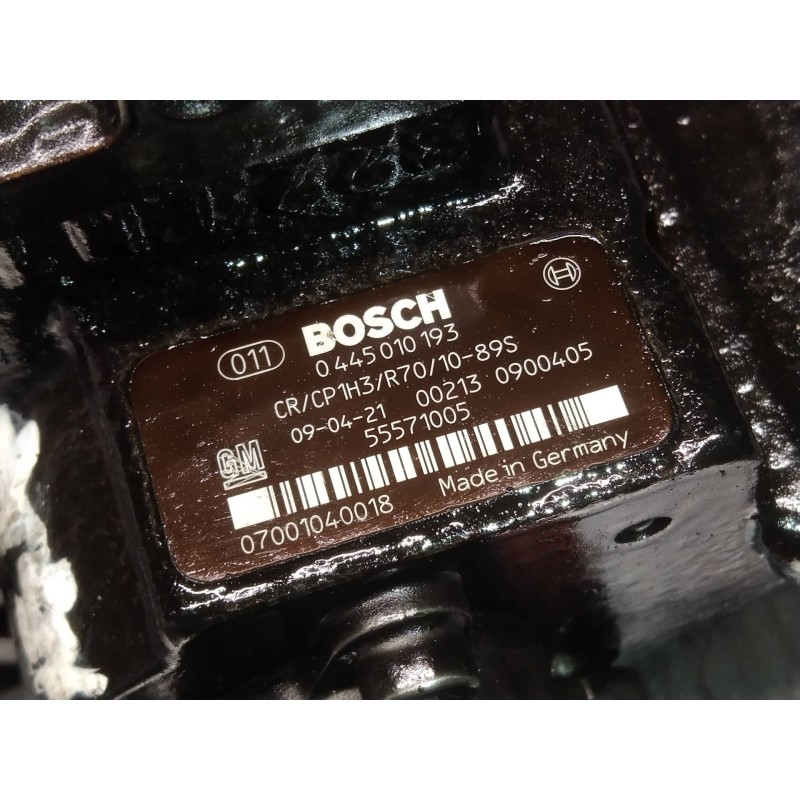 011 BOSCH
0 445 010 193
CR/CP1H3/R70/10-89S
09-04-21 00213 0900405
55571005
GM
07001040018 Made in Germany